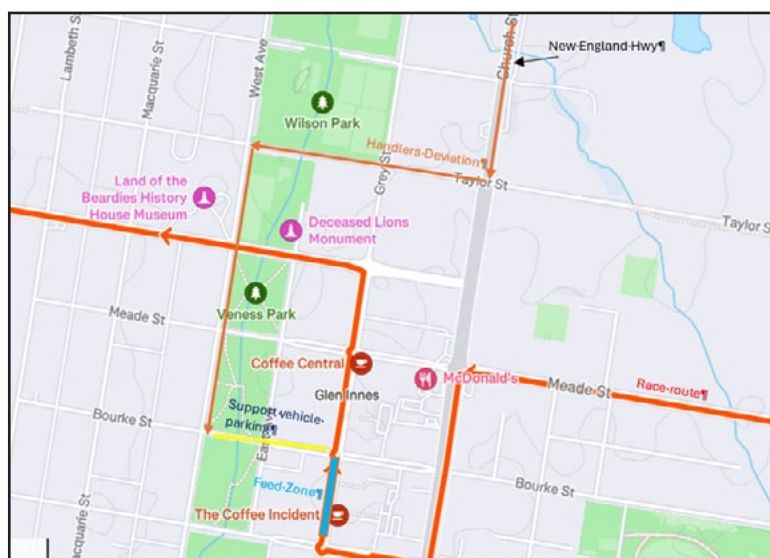 Lambeth St
Macquarie St
West Ave
Church St
New·England·Hwy¶
Wilson Park
Handlers·Deviation¶
Grey St
Taylor St
Taylor St
Land of the
Beardies History
House Museum
Deceased Lions
Monument
Veness Park
Meade St
Coffee Central
McDonald's
Meade St
Race·route¶
Glen Innes
Support·vehicle·
parking¶
Bourke St
Feed·Zone¶
Bourke St
The Coffee Incident
Macquarie St